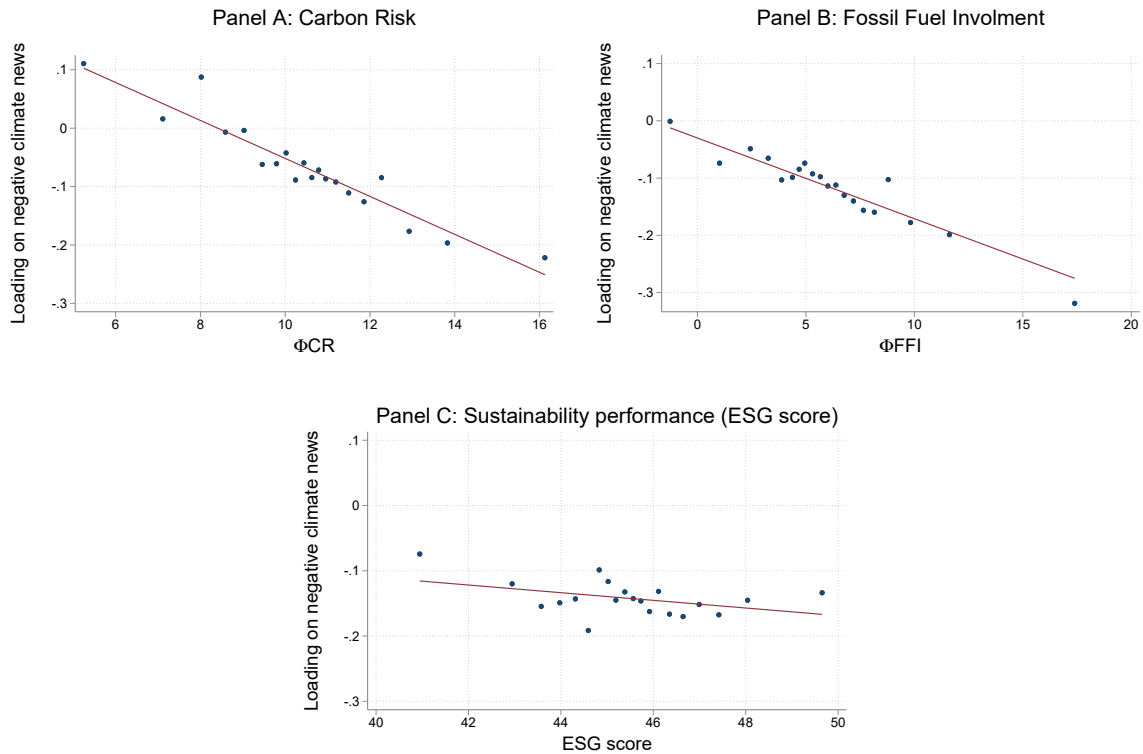 Panel A: Carbon Risk
Loading on negative climate news
.1
0
-.1
-.2
-.3
6 8 10 12 14 16
ΦCR
Panel B: Fossil Fuel Involment
Loading on negative climate news
.1
0
-.1
-.2
-.3
0 5 10 15 20
ΦFFI
Panel C: Sustainability performance (ESG score)
Loading on negative climate news
.1
0
-.1
-.2
-.3
40 42 44 46 48 50
ESG score